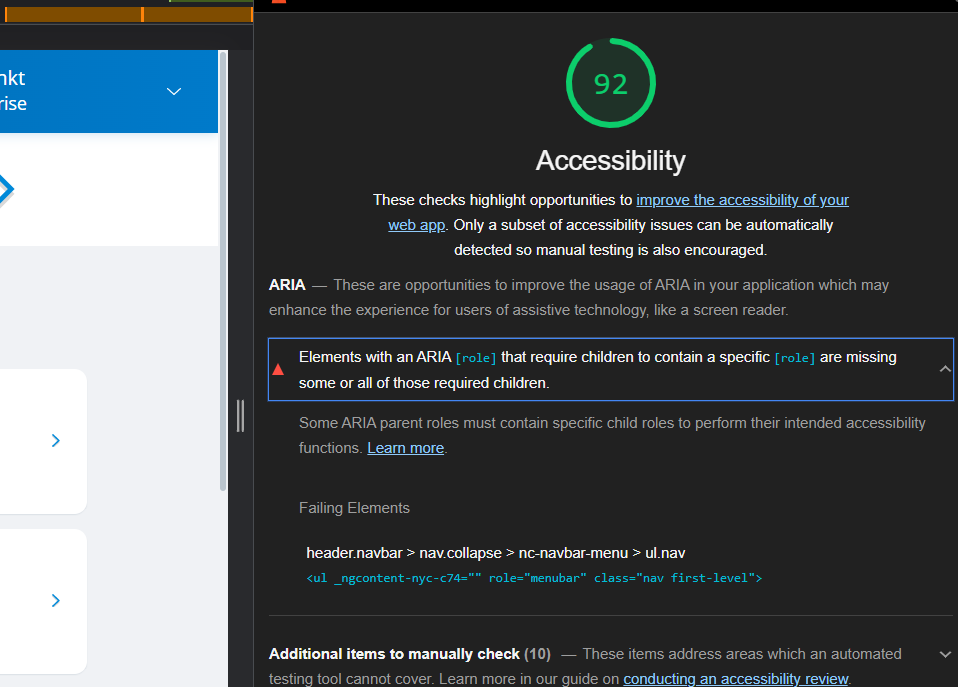 nkt
rise
92
Accessibility
These checks highlight opportunities to improve the accessibility of your
web app. Only a subset of accessibility issues can be automatically
detected so manual testing is also encouraged.
ARIA — These are opportunities to improve the usage of ARIA in your application which may
enhance the experience for users of assistive technology, like a screen reader.
Elements with an ARIA [role] that require children to contain a specific [role] are missing
some or all of those required children.
Some ARIA parent roles must contain specific child roles to perform their intended accessibility
functions. Learn more.
Failing Elements
header.navbar > nav.collapse > nc-navbar-menu > ul.nav
<ul _ngcontent-nyc-c74="" role="menubar" class="nav first-level">
Additional items to manually check (10) — These items address areas which an automated
testing tool cannot cover. Learn more in our guide on conducting an accessibility review.